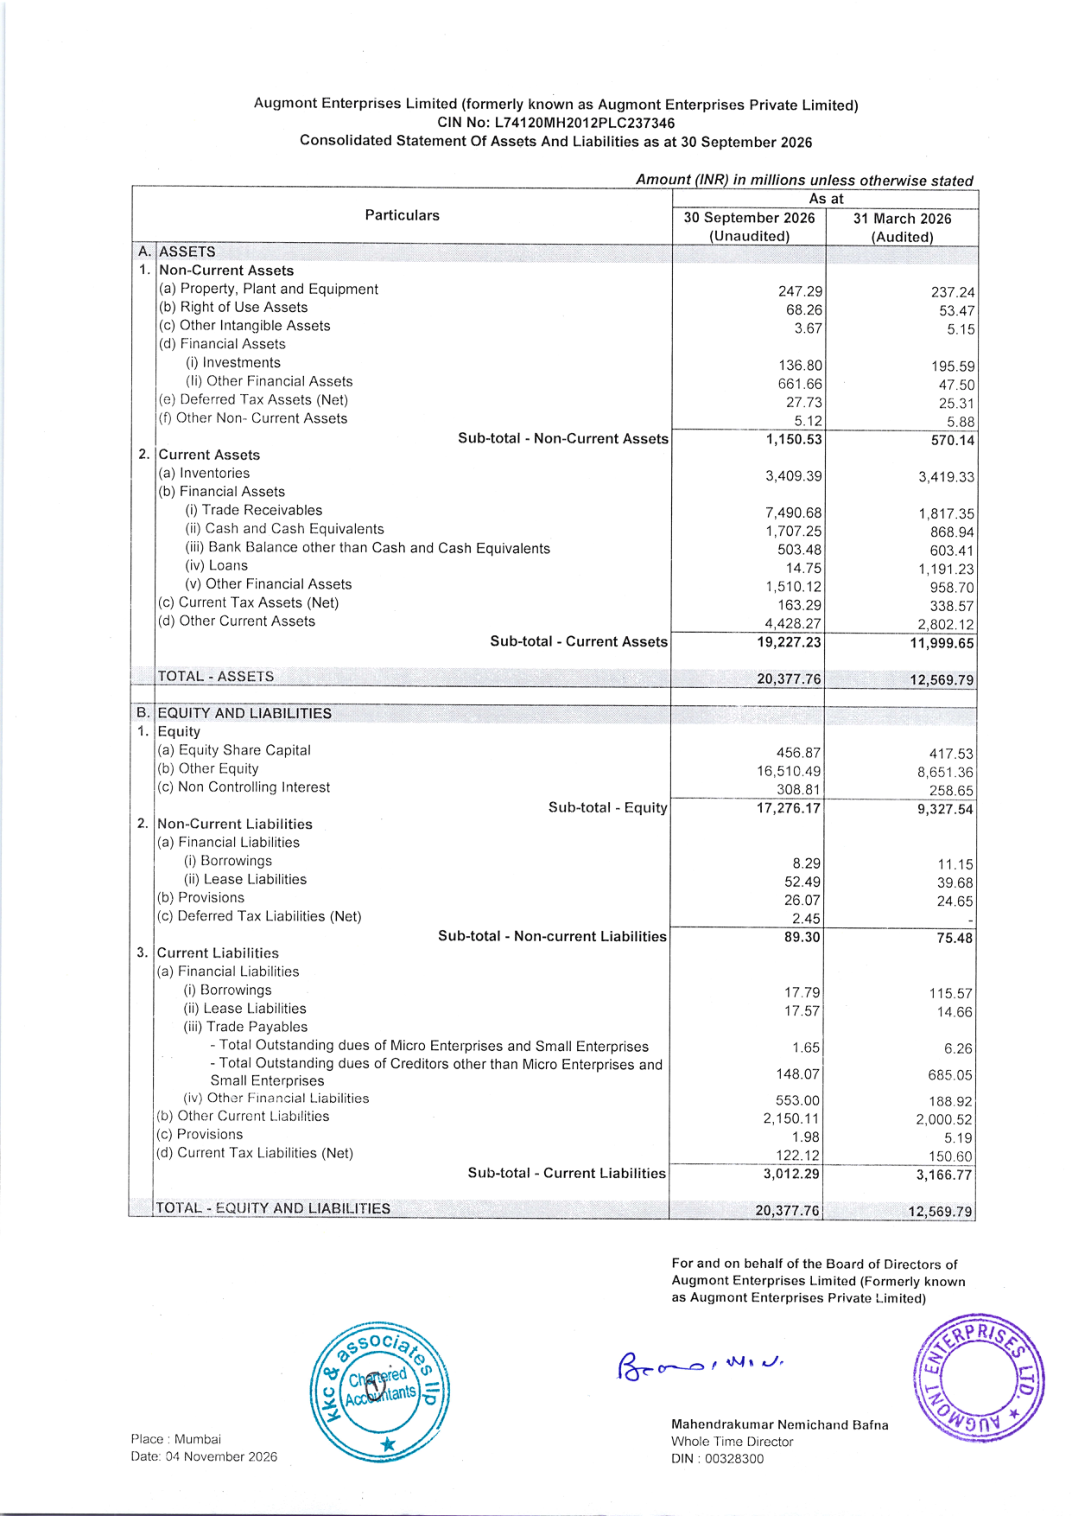 Augmont Enterprises Limited (formerly known as Augmont Enterprises Private Limited)
CIN No: L74120MH2012PLC237346
Consolidated Statement Of Assets And Liabilities as at 30 September 2026
Amount (INR) in millions unless otherwise stated
Particulars As at
30 September 2026 (Unaudited) 31 March 2026 (Audited)
A. ASSETS
1. Non-Current Assets
(a) Property, Plant and Equipment 247.29 237.24
(b) Right of Use Assets 68.26 53.47
(c) Other Intangible Assets 3.67 5.15
(d) Financial Assets
(i) Investments 136.80 195.59
(Ii) Other Financial Assets 661.66 47.50
(e) Deferred Tax Assets (Net) 27.73 25.31
(f) Other Non- Current Assets 5.12 5.88
Sub-total - Non-Current Assets 1,150.53 570.14
2. Current Assets
(a) Inventories 3,409.39 3,419.33
(b) Financial Assets
(i) Trade Receivables 7,490.68 1,817.35
(ii) Cash and Cash Equivalents 1,707.25 868.94
(iii) Bank Balance other than Cash and Cash Equivalents 503.48 603.41
(iv) Loans 14.75 1,191.23
(v) Other Financial Assets 1,510.12 958.70
(c) Current Tax Assets (Net) 163.29 338.57
(d) Other Current Assets 4,428.27 2,802.12
Sub-total - Current Assets 19,227.23 11,999.65
TOTAL - ASSETS 20,377.76 12,569.79
B. EQUITY AND LIABILITIES
1. Equity
(a) Equity Share Capital 456.87 417.53
(b) Other Equity 16,510.49 8,651.36
(c) Non Controlling Interest 308.81 258.65
Sub-total - Equity 17,276.17 9,327.54
2. Non-Current Liabilities
(a) Financial Liabilities
(i) Borrowings 8.29 11.15
(ii) Lease Liabilities 52.49 39.68
(b) Provisions 26.07 24.65
(c) Deferred Tax Liabilities (Net) 2.45 -
Sub-total - Non-current Liabilities 89.30 75.48
3. Current Liabilities
(a) Financial Liabilities
(i) Borrowings 17.79 115.57
(ii) Lease Liabilities 17.57 14.66
(iii) Trade Payables
- Total Outstanding dues of Micro Enterprises and Small Enterprises 1.65 6.26
- Total Outstanding dues of Creditors other than Micro Enterprises and
Small Enterprises 148.07 685.05
(iv) Other Financial Liabilities 553.00 188.92
(b) Other Current Liabilities 2,150.11 2,000.52
(c) Provisions 1.98 5.19
(d) Current Tax Liabilities (Net) 122.12 150.60
Sub-total - Current Liabilities 3,012.29 3,166.77
TOTAL - EQUITY AND LIABILITIES 20,377.76 12,569.79
For and on behalf of the Board of Directors of
Augmont Enterprises Limited (Formerly known
as Augmont Enterprises Private Limited)
kkc & associates llp
Chartered
Accountants
AUGMONT ENTERPRISES LTD.
Mahendrakumar Nemichand Bafna
Whole Time Director
DIN : 00328300
Place : Mumbai
Date: 04 November 2026